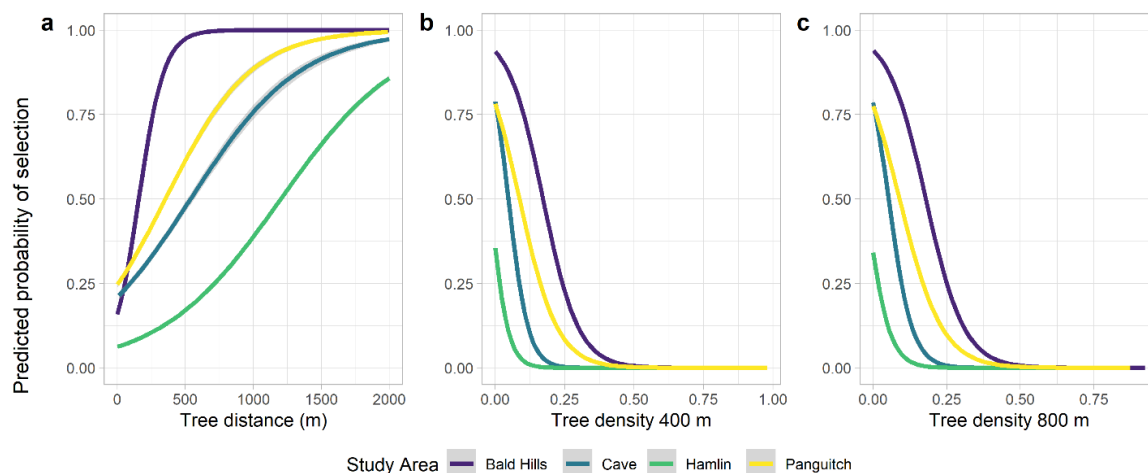 a
b
c
Predicted probability of selection
1.00
0.75
0.50
0.25
0.00
0 500 1000 1500 2000
Tree distance (m)
1.00
0.75
0.50
0.25
0.00
0.00 0.25 0.50 0.75 1.00
Tree density 400 m
1.00
0.75
0.50
0.25
0.00
0.00 0.25 0.50 0.75
Tree density 800 m
Study Area Bald Hills Cave Hamlin Panguitch